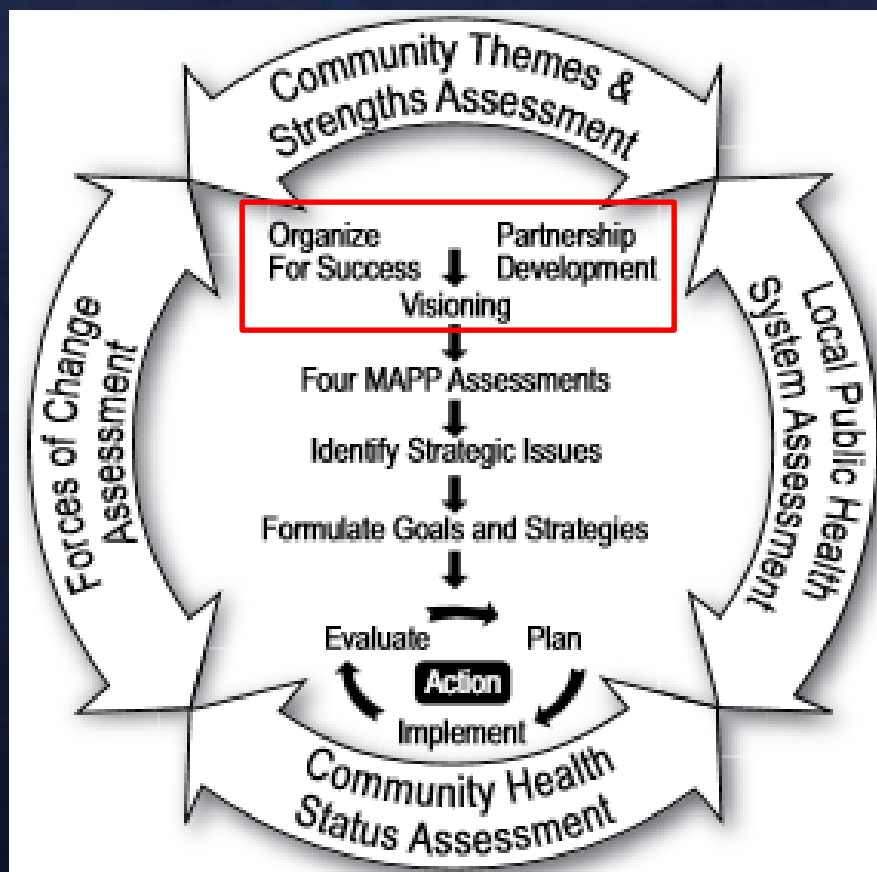 Community Themes &
Strengths Assessment
Organize
For Success
Partnership
Development
Visioning
Four MAPP Assessments
Identify Strategic Issues
Formulate Goals and Strategies
Evaluate
Plan
Action
Implement
Forces of Change
Assessment
Local Public Health
System Assessment
Community Health
Status Assessment